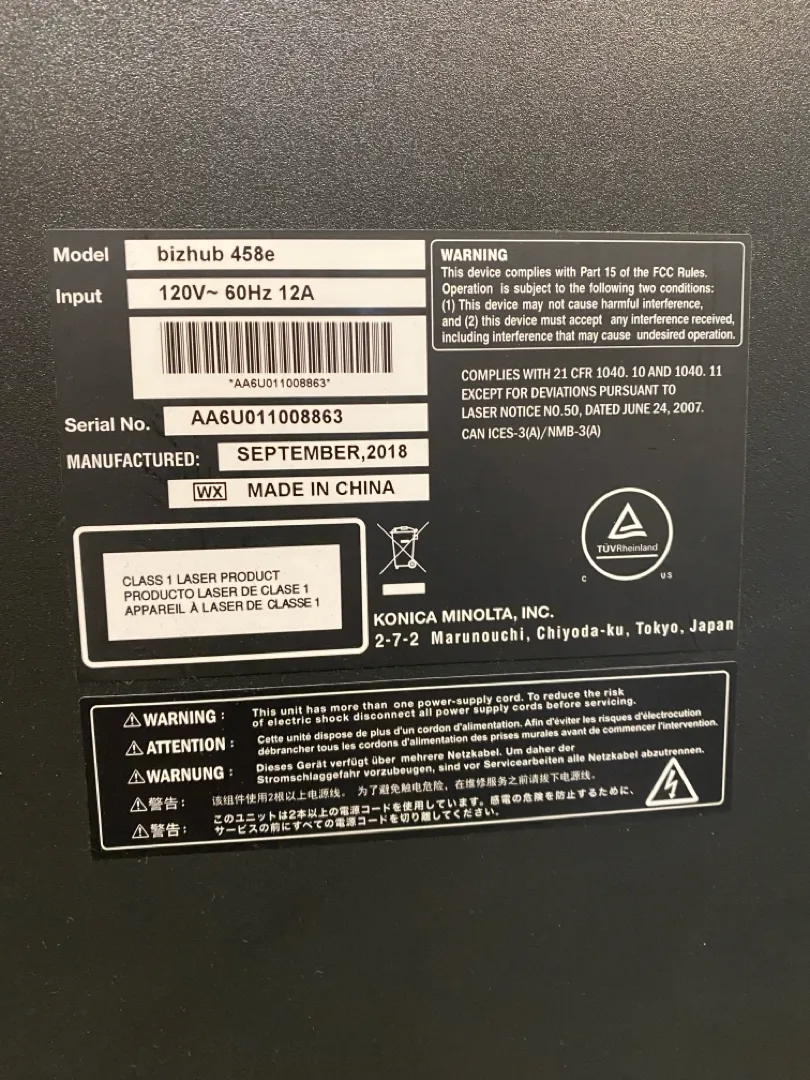 Model bizhub 458e
Input 120V~ 60Hz 12A
*AA6U011008863*
Serial No. AA6U011008863
MANUFACTURED: SEPTEMBER,2018
WX MADE IN CHINA
WARNING
This device complies with Part 15 of the FCC Rules.
Operation is subject to the following two conditions:
(1) This device may not cause harmful interference,
and (2) this device must accept any interference received,
including interference that may cause undesired operation.
COMPLIES WITH 21 CFR 1040. 10 AND 1040. 11
EXCEPT FOR DEVIATIONS PURSUANT TO
LASER NOTICE NO.50, DATED JUNE 24, 2007.
CAN ICES-3(A)/NMB-3(A)
TÜVRheinland
C US
CLASS 1 LASER PRODUCT
PRODUCTO LASER DE CLASE 1
APPAREIL À LASER DE CLASSE 1
KONICA MINOLTA, INC.
2-7-2 Marunouchi, Chiyoda-ku, Tokyo, Japan
WARNING : This unit has more than one power-supply cord. To reduce the risk
of electric shock disconnect all power supply cords before servicing.
ATTENTION : Cette unité dispose de plus d'un cordon d'alimentation. Afin d'éviter les risques d'électrocution
débrancher tous les cordons d'alimentation des prises murales avant de commencer l'intervention.
WARNUNG : Dieses Gerät verfügt über mehrere Netzkabel. Um daher der
Stromschlaggefahr vorzubeugen, sind vor Servicearbeiten alle Netzkabel abzutrennen.
警告: 该组件使用2根以上电源线。 为了避免触电危险, 在维修服务之前请拔下电源线。
警告: このユニットは2本以上の電源コードを使用しています。感電の危険を防止するために、
サービスの前にすべての電源コードを切り離してください。